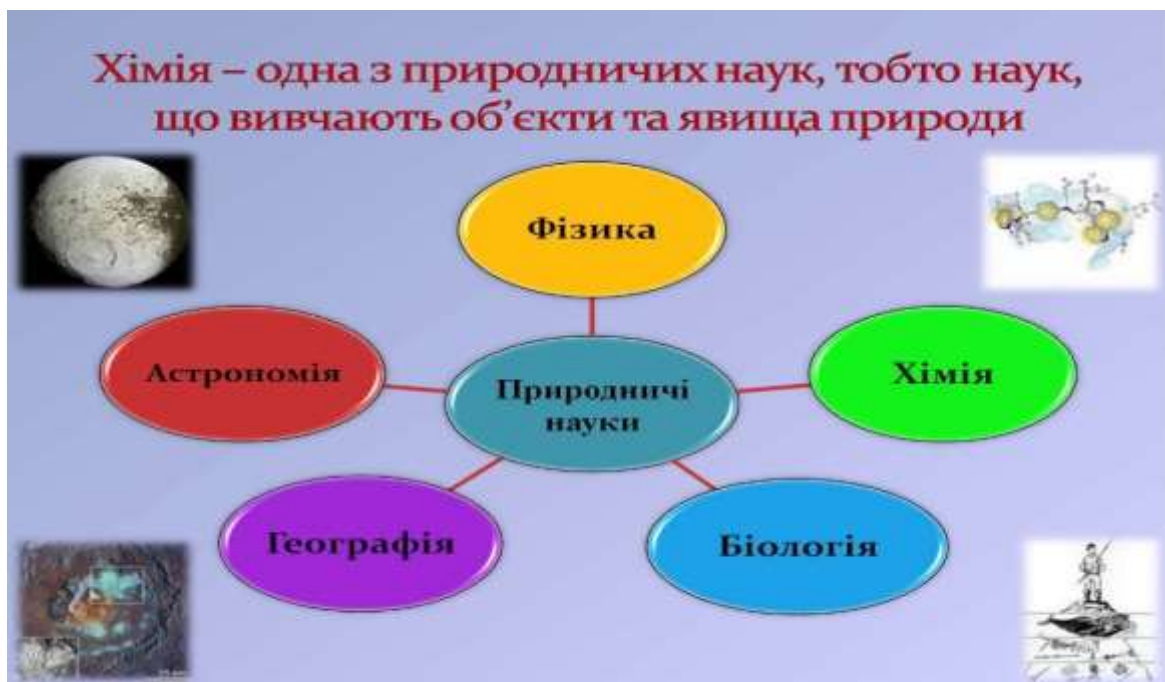 Хімія – одна з природничих наук, тобто наук,
що вивчають об’єкти та явища природи
Фізика
Астрономія
Природничі
науки
Хімія
Географія
Біологія